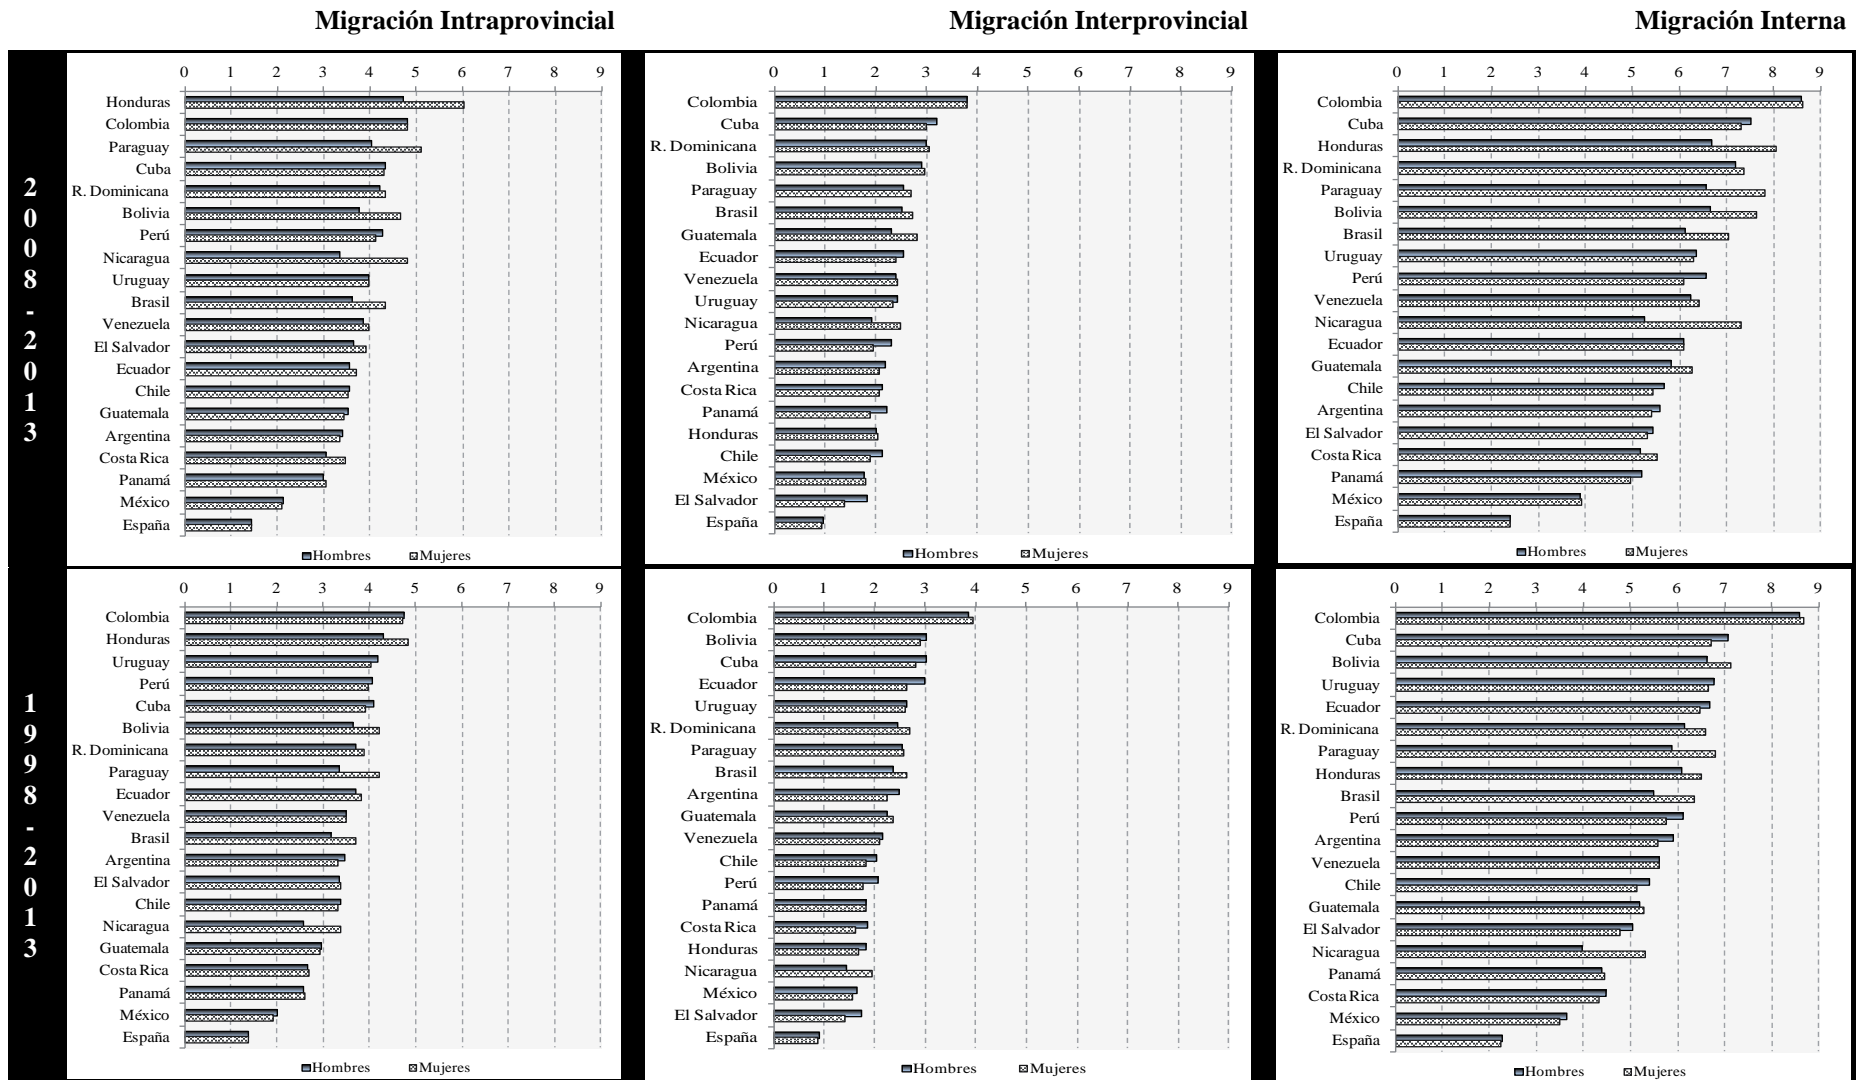 Migración Intraprovincial
Migración Interprovincial
Migración Interna
2008-2013
0 1 2 3 4 5 6 7 8 9
Honduras
Colombia
Paraguay
Cuba
R. Dominicana
Bolivia
Perú
Nicaragua
Uruguay
Brasil
Venezuela
El Salvador
Ecuador
Chile
Guatemala
Argentina
Costa Rica
Panamá
México
España
Hombres Mujeres
0 1 2 3 4 5 6 7 8 9
Colombia
Cuba
R. Dominicana
Bolivia
Paraguay
Brasil
Guatemala
Ecuador
Venezuela
Uruguay
Nicaragua
Perú
Argentina
Costa Rica
Panamá
Honduras
Chile
México
El Salvador
España
Hombres Mujeres
0 1 2 3 4 5 6 7 8 9
Colombia
Cuba
Honduras
R. Dominicana
Paraguay
Bolivia
Brasil
Uruguay
Perú
Venezuela
Nicaragua
Ecuador
Guatemala
Chile
Argentina
El Salvador
Costa Rica
Panamá
México
España
Hombres Mujeres
1998-2013
0 1 2 3 4 5 6 7 8 9
Colombia
Honduras
Uruguay
Perú
Cuba
Bolivia
R. Dominicana
Paraguay
Ecuador
Venezuela
Brasil
Argentina
El Salvador
Chile
Nicaragua
Guatemala
Costa Rica
Panamá
México
España
Hombres Mujeres
0 1 2 3 4 5 6 7 8 9
Colombia
Bolivia
Cuba
Ecuador
Uruguay
R. Dominicana
Paraguay
Brasil
Argentina
Guatemala
Venezuela
Chile
Perú
Panamá
Costa Rica
Honduras
Nicaragua
México
El Salvador
España
Hombres Mujeres
0 1 2 3 4 5 6 7 8 9
Colombia
Cuba
Bolivia
Uruguay
Ecuador
R. Dominicana
Paraguay
Honduras
Brasil
Perú
Argentina
Venezuela
Chile
Guatemala
El Salvador
Nicaragua
Panamá
Costa Rica
México
España
Hombres Mujeres